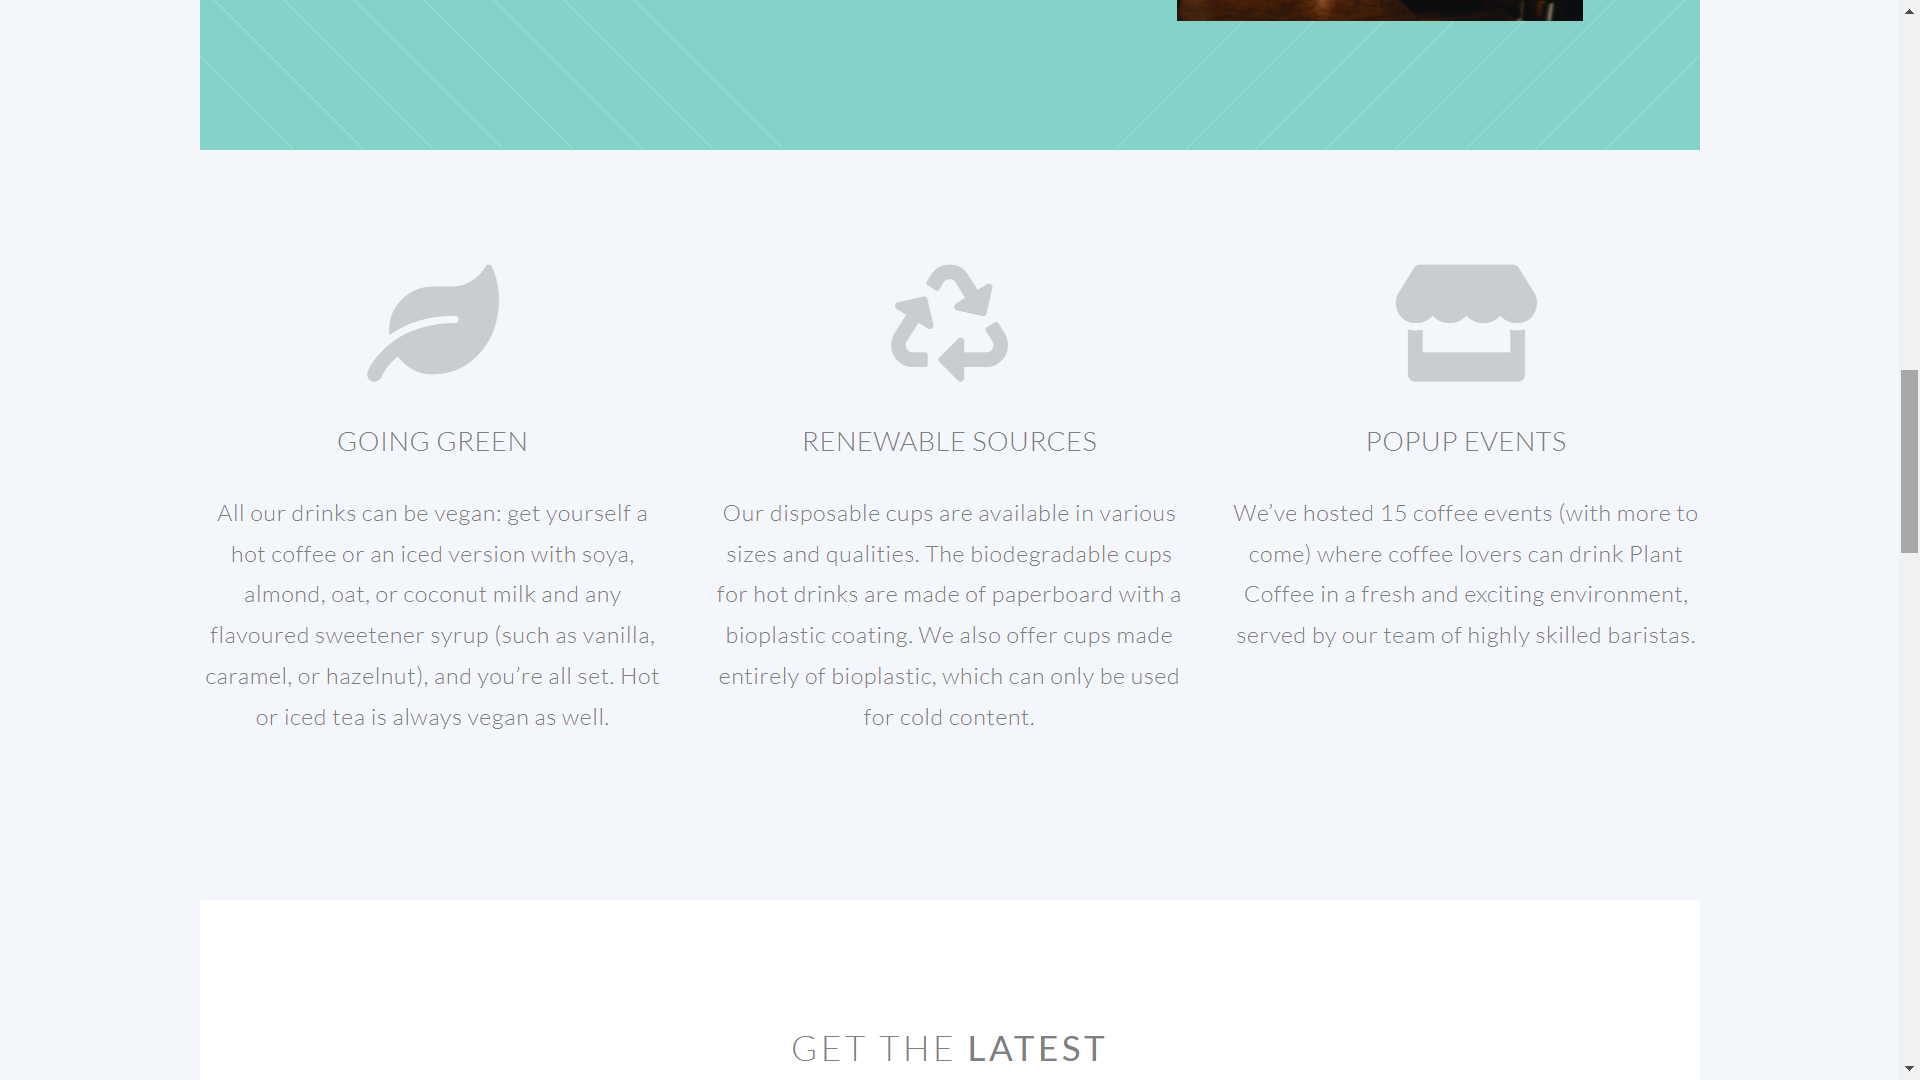 GOING GREEN
All our drinks can be vegan: get yourself a
hot coffee or an iced version with soya,
almond, oat, or coconut milk and any
flavoured sweetener syrup (such as vanilla,
caramel, or hazelnut), and you’re all set. Hot
or iced tea is always vegan as well.
RENEWABLE SOURCES
Our disposable cups are available in various
sizes and qualities. The biodegradable cups
for hot drinks are made of paperboard with a
bioplastic coating. We also offer cups made
entirely of bioplastic, which can only be used
for cold content.
POPUP EVENTS
We’ve hosted 15 coffee events (with more to
come) where coffee lovers can drink Plant
Coffee in a fresh and exciting environment,
served by our team of highly skilled baristas.
GET THE LATEST